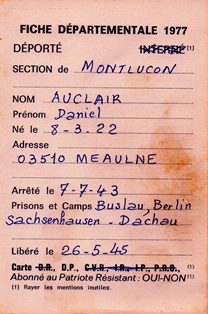 FICHE DÉPARTEMENTALE 1977
DÉPORTÉ INTERNÉ (1)
SECTION de MONTLUCON
NOM AUCLAIR
Prénom Daniel
Né le 8-3.22
Adresse
03510 MEAULNE
Arrêté le 7-7-43
Prisons et Camps Buslau, Berlin
Sachsenhausen - Dachau
Libéré le 26-5-45
Carte D.R., D.P., C.V.R., I.R., I.P., P.R.O., (1)
Abonné au Patriote Résistant : OUI-NON (1)
(1) Rayer les mentions inutiles.